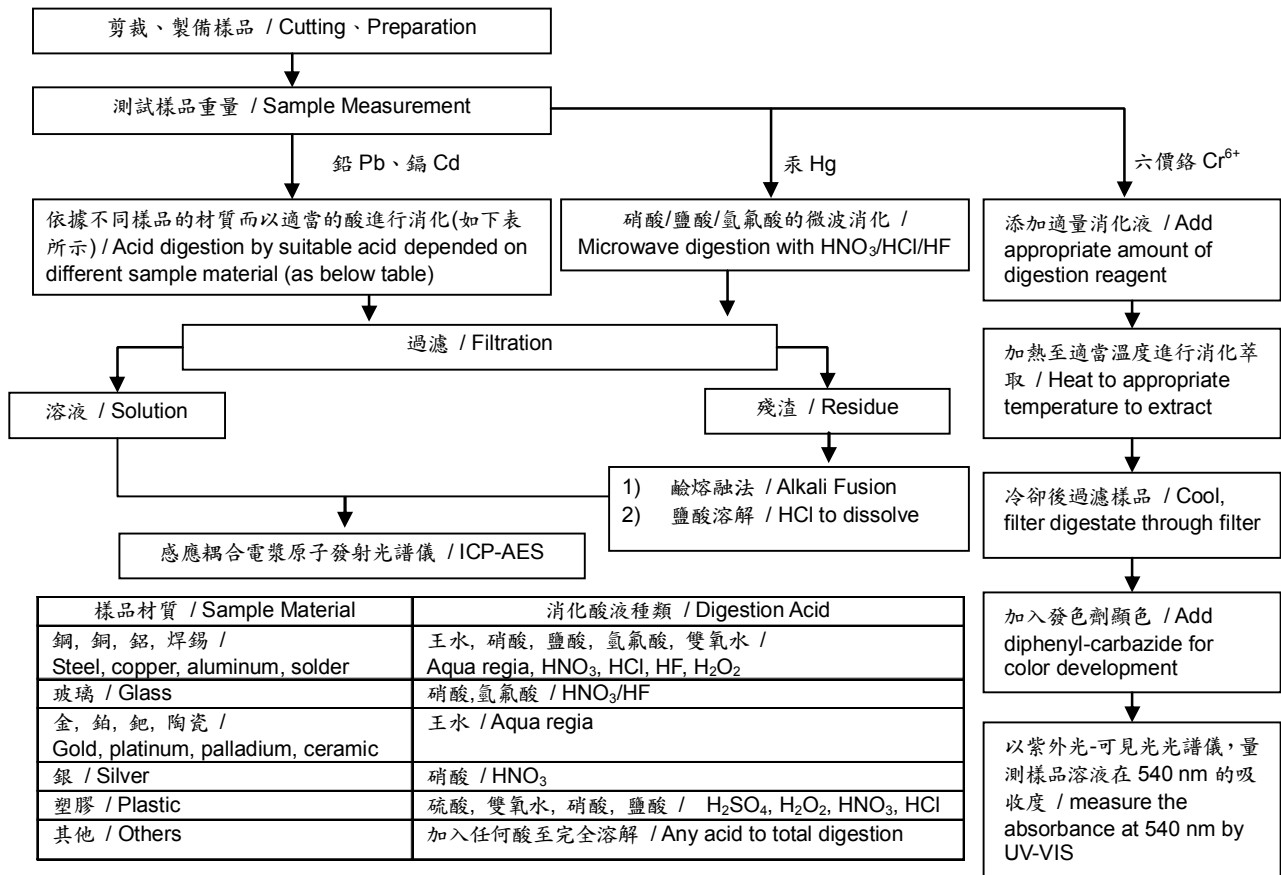 剪裁、製備樣品 / Cutting、Preparation
測試樣品重量 / Sample Measurement
鉛 Pb、鎘 Cd
汞 Hg
六價鉻 Cr⁶⁺
依據不同樣品的材質而以適當的酸進行消化(如下表
所示) / Acid digestion by suitable acid depended on
different sample material (as below table)
硝酸/鹽酸/氫氟酸的微波消化 /
Microwave digestion with HNO₃/HCl/HF
添加適量消化液 / Add
appropriate amount of
digestion reagent
過濾 / Filtration
加熱至適當溫度進行消化萃
取 / Heat to appropriate
temperature to extract
溶液 / Solution
殘渣 / Residue
1) 鹼熔融法 / Alkali Fusion
2) 鹽酸溶解 / HCl to dissolve
冷卻後過濾樣品 / Cool,
filter digestate through filter
感應耦合電漿原子發射光譜儀 / ICP-AES
加入發色劑顯色 / Add
diphenyl-carbazide for
color development
以紫外光-可見光光譜儀，量
測樣品溶液在 540 nm 的吸
收度 / measure the
absorbance at 540 nm by
UV-VIS
樣品材質 / Sample Material
消化酸液種類 / Digestion Acid
鋼, 銅, 鋁, 焊錫 /
Steel, copper, aluminum, solder
王水, 硝酸, 鹽酸, 氫氟酸, 雙氧水 /
Aqua regia, HNO₃, HCl, HF, H₂O₂
玻璃 / Glass
硝酸,氫氟酸 / HNO₃/HF
金, 鉑, 鈀, 陶瓷 /
Gold, platinum, palladium, ceramic
王水 / Aqua regia
銀 / Silver
硝酸 / HNO₃
塑膠 / Plastic
硫酸, 雙氧水, 硝酸, 鹽酸 / H₂SO₄, H₂O₂, HNO₃, HCl
其他 / Others
加入任何酸至完全溶解 / Any acid to total digestion